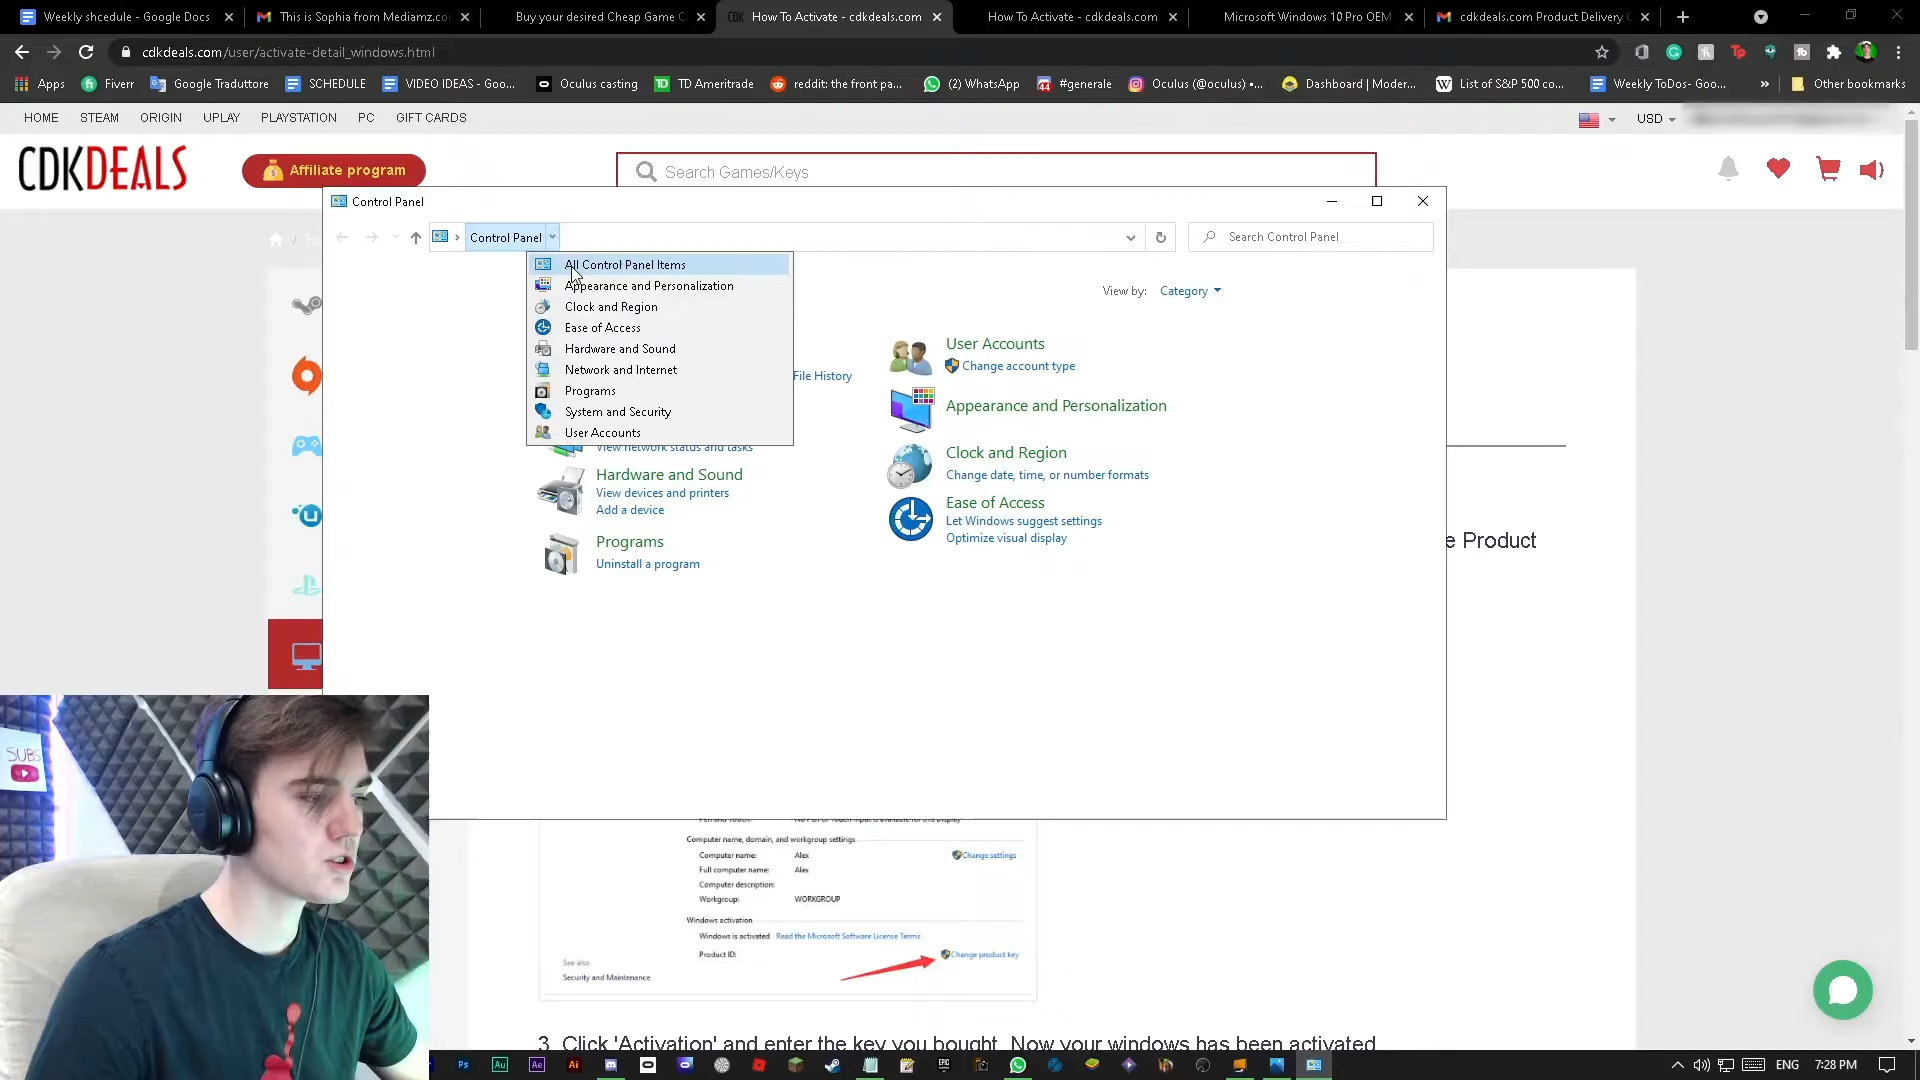 Weekly shcedule - Google Docs
This is Sophia from Mediamz.co
Buy your desired Cheap Game C
How To Activate - cdkdeals.com
How To Activate - cdkdeals.com
Microsoft Windows 10 Pro OEM
cdkdeals.com Product Delivery
cdkdeals.com/user/activate-detail_windows.html
Apps
Fiverr
Google Traduttore
SCHEDULE
VIDEO IDEAS - Goo...
Oculus casting
TD Ameritrade
reddit: the front pa...
(2) WhatsApp
#generale
Oculus (@oculus) •...
Dashboard | Moder...
List of S&P 500 co...
Weekly ToDos- Goo...
»
Other bookmarks
HOME STEAM ORIGIN UPLAY PLAYSTATION PC GIFT CARDS
USD
CDKDEALS
Affiliate program
Search Games/Keys
Control Panel
Control Panel
Search Control Panel
All Control Panel Items
Appearance and Personalization
Clock and Region
Ease of Access
Hardware and Sound
Network and Internet
Programs
System and Security
User Accounts
View by: Category
File History
View network status and tasks
Hardware and Sound
View devices and printers
Add a device
Programs
Uninstall a program
User Accounts
Change account type
Appearance and Personalization
Clock and Region
Change date, time, or number formats
Ease of Access
Let Windows suggest settings
Optimize visual display
e Product
Computer name, domain, and workgroup settings
Computer name: Alex
Change settings
Full computer name: Alex
Computer description:
Workgroup: WORKGROUP
Windows activation
Windows is activated Read the Microsoft Software License Terms
Product ID:
Change product key
See also
Security and Maintenance
3. Click 'Activation' and enter the key you bought. Now your windows has been activated
SUBS
Ps
Au
Ae
Ai
EPIC
ENG
7:28 PM